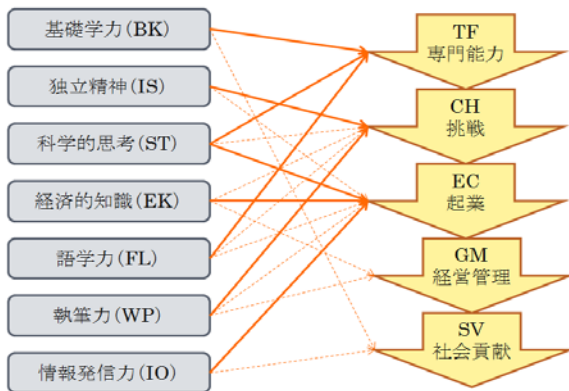 基礎学力(BK)
独立精神(IS)
科学的思考(ST)
経済的知識(EK)
語学力(FL)
執筆力(WP)
情報発信力(IO)
TF
専門能力
CH
挑戦
EC
起業
GM
経営管理
SV
社会貢献